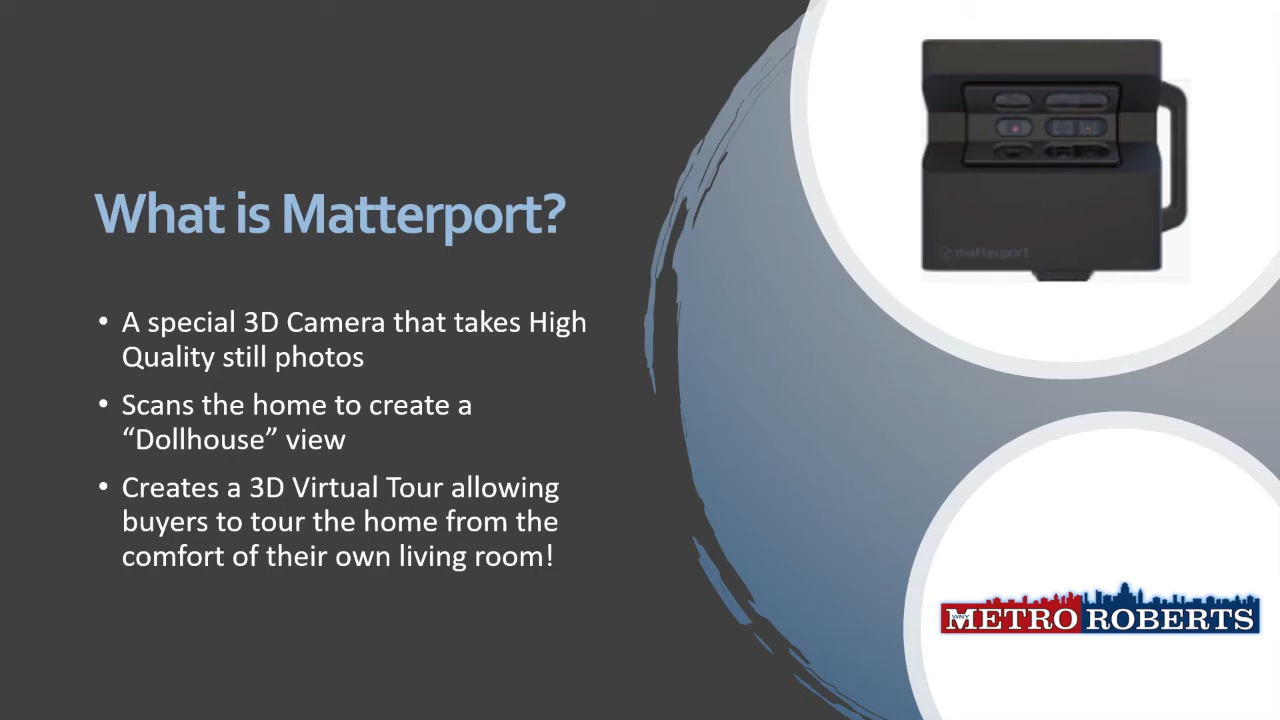 What is Matterport?
• A special 3D Camera that takes High
Quality still photos
• Scans the home to create a
“Dollhouse” view
• Creates a 3D Virtual Tour allowing
buyers to tour the home from the
comfort of their own living room!
matterport
WNY METRO ROBERTS